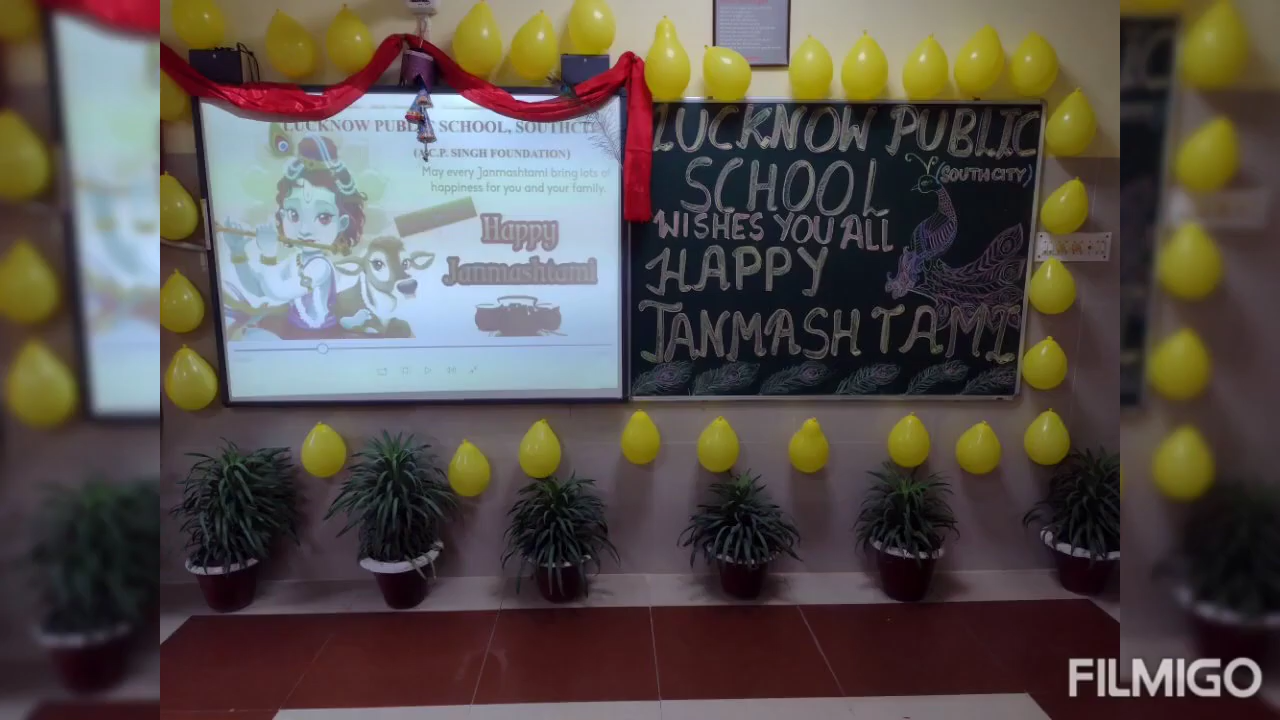 LUCKNOW PUBLIC SCHOOL, SOUTHCITY
(A.C.P. SINGH FOUNDATION)
May every Janmashtami bring lots of
happiness for you and your family.
Happy
Janmashtami
LUCKNOW PUBLIC
SCHOOL
(SOUTH CITY)
WISHES YOU ALL
HAPPY
JANMASHTAMI
FILMIGO